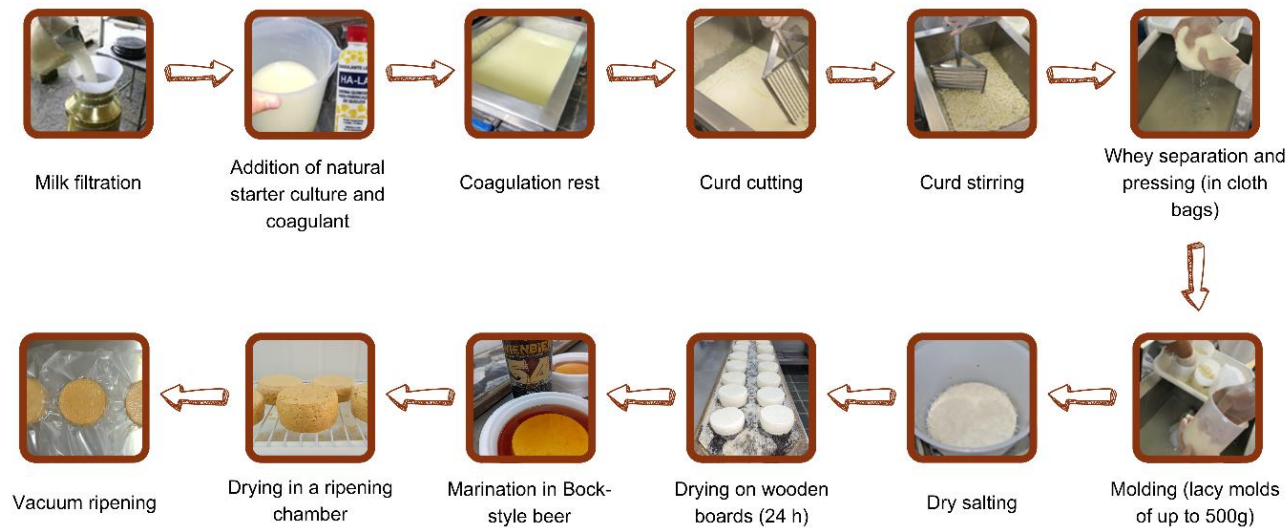 HA-LA
Milk filtration
Addition of natural
starter culture and
coagulant
Coagulation rest
Curd cutting
Curd stirring
Whey separation and
pressing (in cloth
bags)
Vacuum ripening
Drying in a ripening
chamber
Marination in Bock-
style beer
Drying on wooden
boards (24 h)
Dry salting
Molding (lacy molds
of up to 500g)